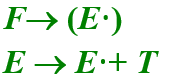 F→ (E·)
E → E·+ T